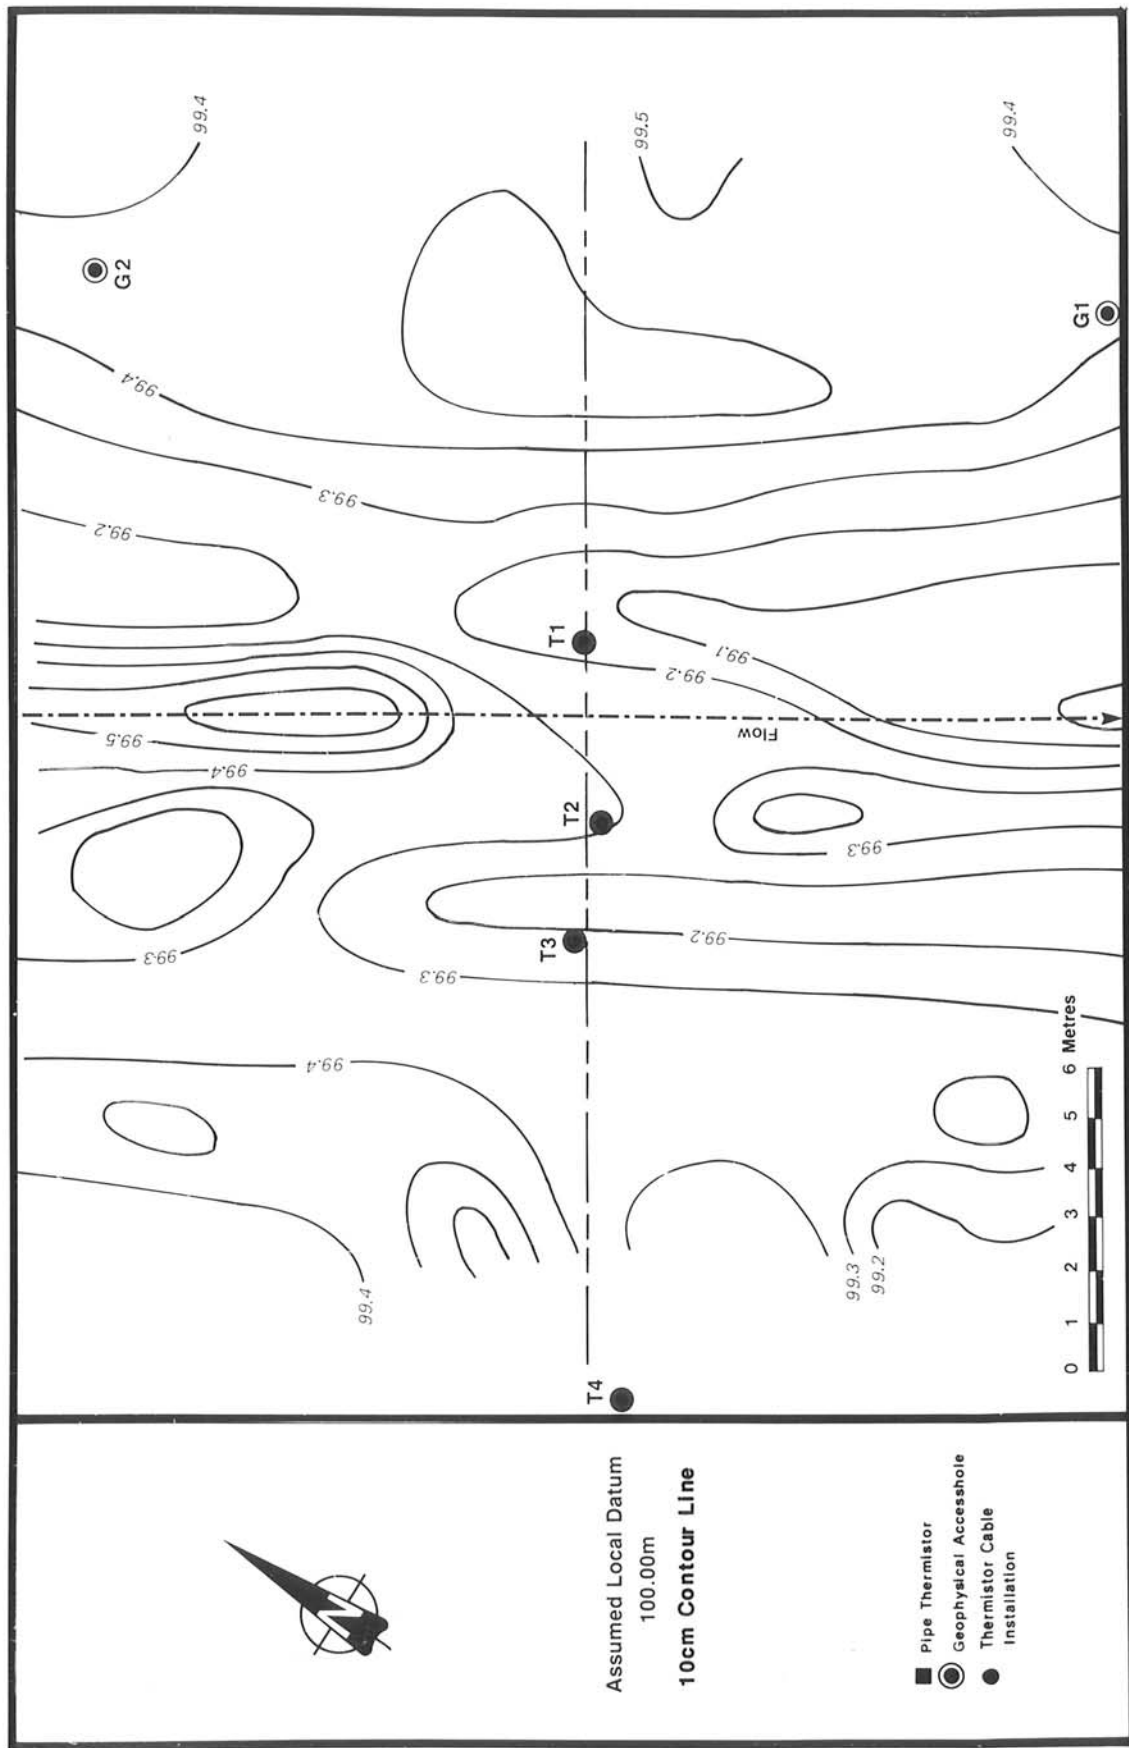 99.4
99.5
99.4
G2
G1
99.4
99.3
99.2
T1
99.1
99.2
Flow
99.5
99.4
T2
99.3
T3
99.2
99.3
99.3
99.4
99.4
99.3
99.2
T4
0 1 2 3 4 5 6 Metres
N
Assumed Local Datum
100.00m
10cm Contour Line
Pipe Thermistor
Geophysical Accesshole
Thermistor Cable
Installation